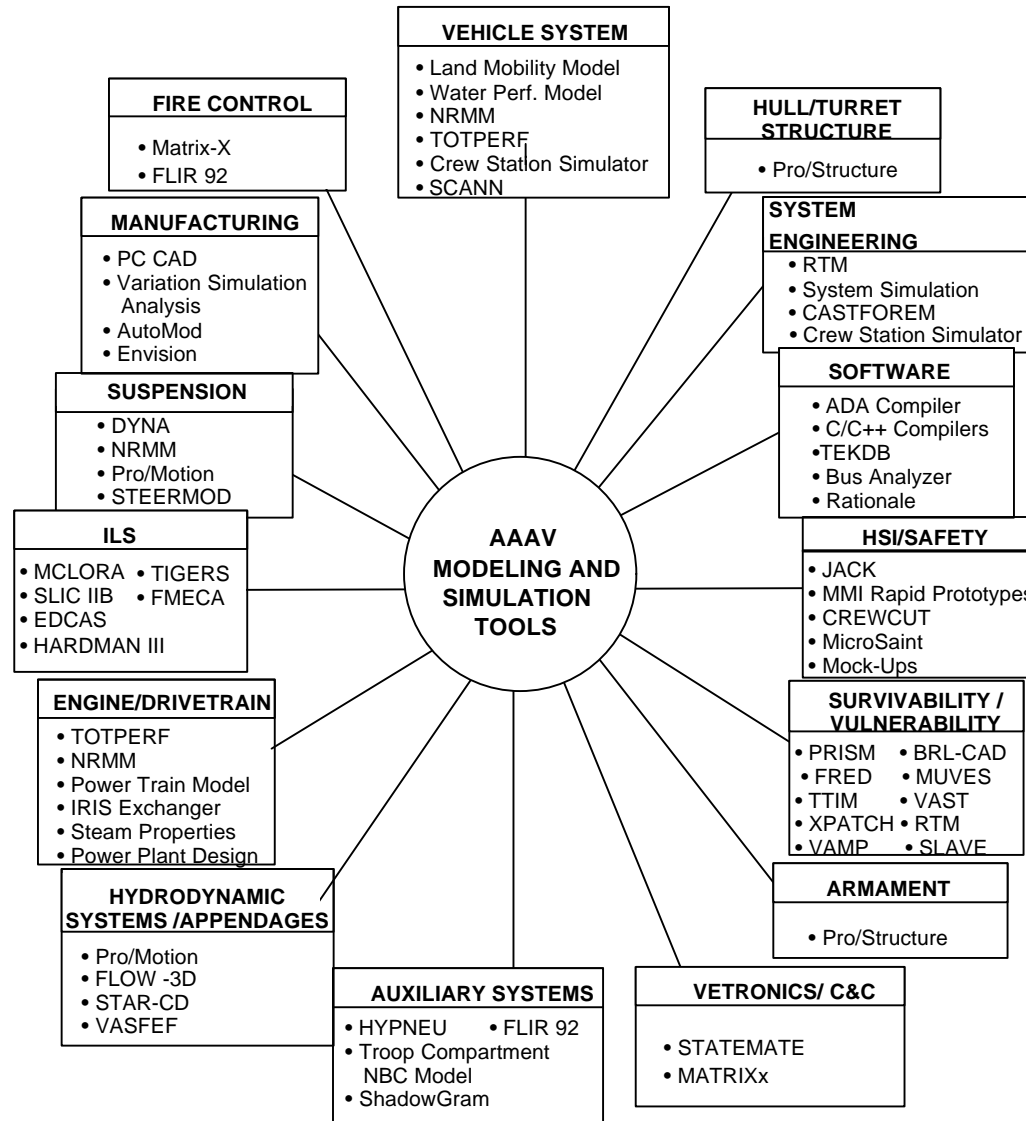 VEHICLE SYSTEM
• Land Mobility Model
• Water Perf. Model
• NRMM
• TOTPERF
• Crew Station Simulator
• SCANN
FIRE CONTROL
• Matrix-X
• FLIR 92
HULL/TURRET
STRUCTURE
• Pro/Structure
MANUFACTURING
• PC CAD
• Variation Simulation
Analysis
• AutoMod
• Envision
SYSTEM
ENGINEERING
• RTM
• System Simulation
• CASTFOREM
• Crew Station Simulator
SUSPENSION
• DYNA
• NRMM
• Pro/Motion
• STEERMOD
SOFTWARE
• ADA Compiler
• C/C++ Compilers
•TEKDB
• Bus Analyzer
• Rationale
ILS
• MCLORA • TIGERS
• SLIC IIB • FMECA
• EDCAS
• HARDMAN III
AAAV
MODELING AND
SIMULATION
TOOLS
HSI/SAFETY
• JACK
• MMI Rapid Prototypes
• CREWCUT
• MicroSaint
• Mock-Ups
ENGINE/DRIVETRAIN
• TOTPERF
• NRMM
• Power Train Model
• IRIS Exchanger
• Steam Properties
• Power Plant Design
SURVIVABILITY /
VULNERABILITY
• PRISM • BRL-CAD
• FRED • MUVES
• TTIM • VAST
• XPATCH • RTM
• VAMP • SLAVE
HYDRODYNAMIC
SYSTEMS /APPENDAGES
• Pro/Motion
• FLOW -3D
• STAR-CD
• VASFEF
ARMAMENT
• Pro/Structure
AUXILIARY SYSTEMS
• HYPNEU • FLIR 92
• Troop Compartment
NBC Model
• ShadowGram
VETRONICS/ C&C
• STATEMATE
• MATRIXx